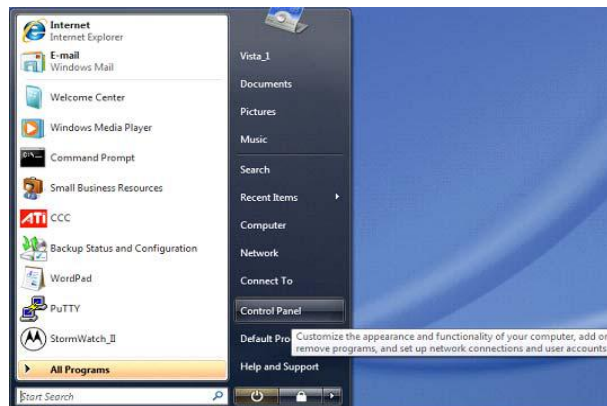 Internet
Internet Explorer
E-mail
Windows Mail
Welcome Center
Windows Media Player
Command Prompt
Small Business Resources
ATI CCC
Backup Status and Configuration
WordPad
PuTTY
StormWatch_II
All Programs
Start Search
Vista_1
Documents
Pictures
Music
Search
Recent Items
Computer
Network
Connect To
Control Panel
Default Pro
Help and Support
Customize the appearance and functionality of your computer, add or
remove programs, and set up network connections and user accounts